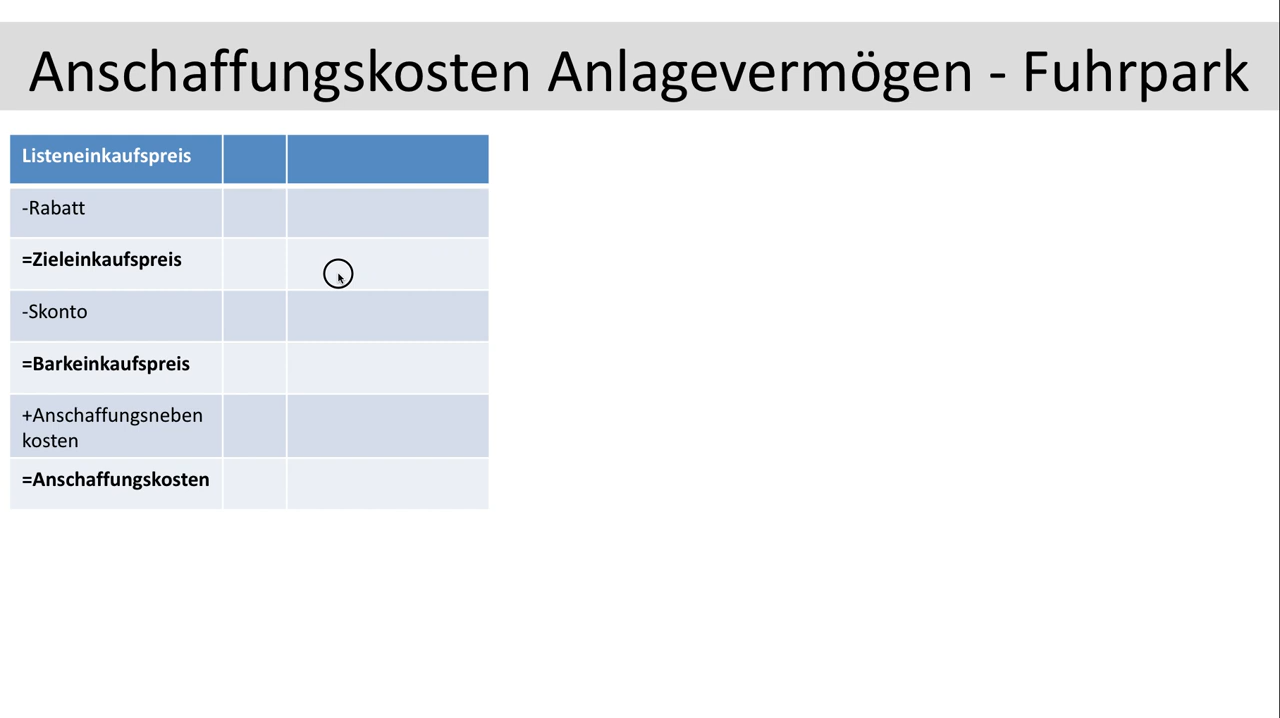 Anschaffungskosten Anlagevermögen - Fuhrpark
Listeneinkaufspreis
-Rabatt
=Zieleinkaufspreis
-Skonto
=Barkeinkaufspreis
+Anschaffungsneben
kosten
=Anschaffungskosten